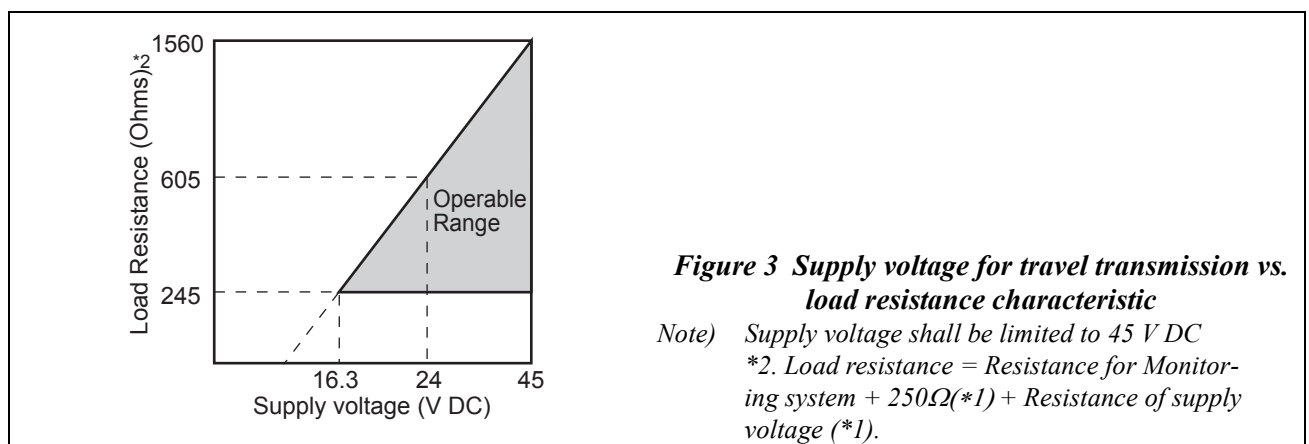 1560
605
245
Load Resistance (Ohms)*2
Operable
Range
16.3 24 45
Supply voltage (V DC)
Figure 3 Supply voltage for travel transmission vs.
load resistance characteristic
Note) Supply voltage shall be limited to 45 V DC
*2. Load resistance = Resistance for Monitor-
ing system + 250Ω(*1) + Resistance of supply
voltage (*1).